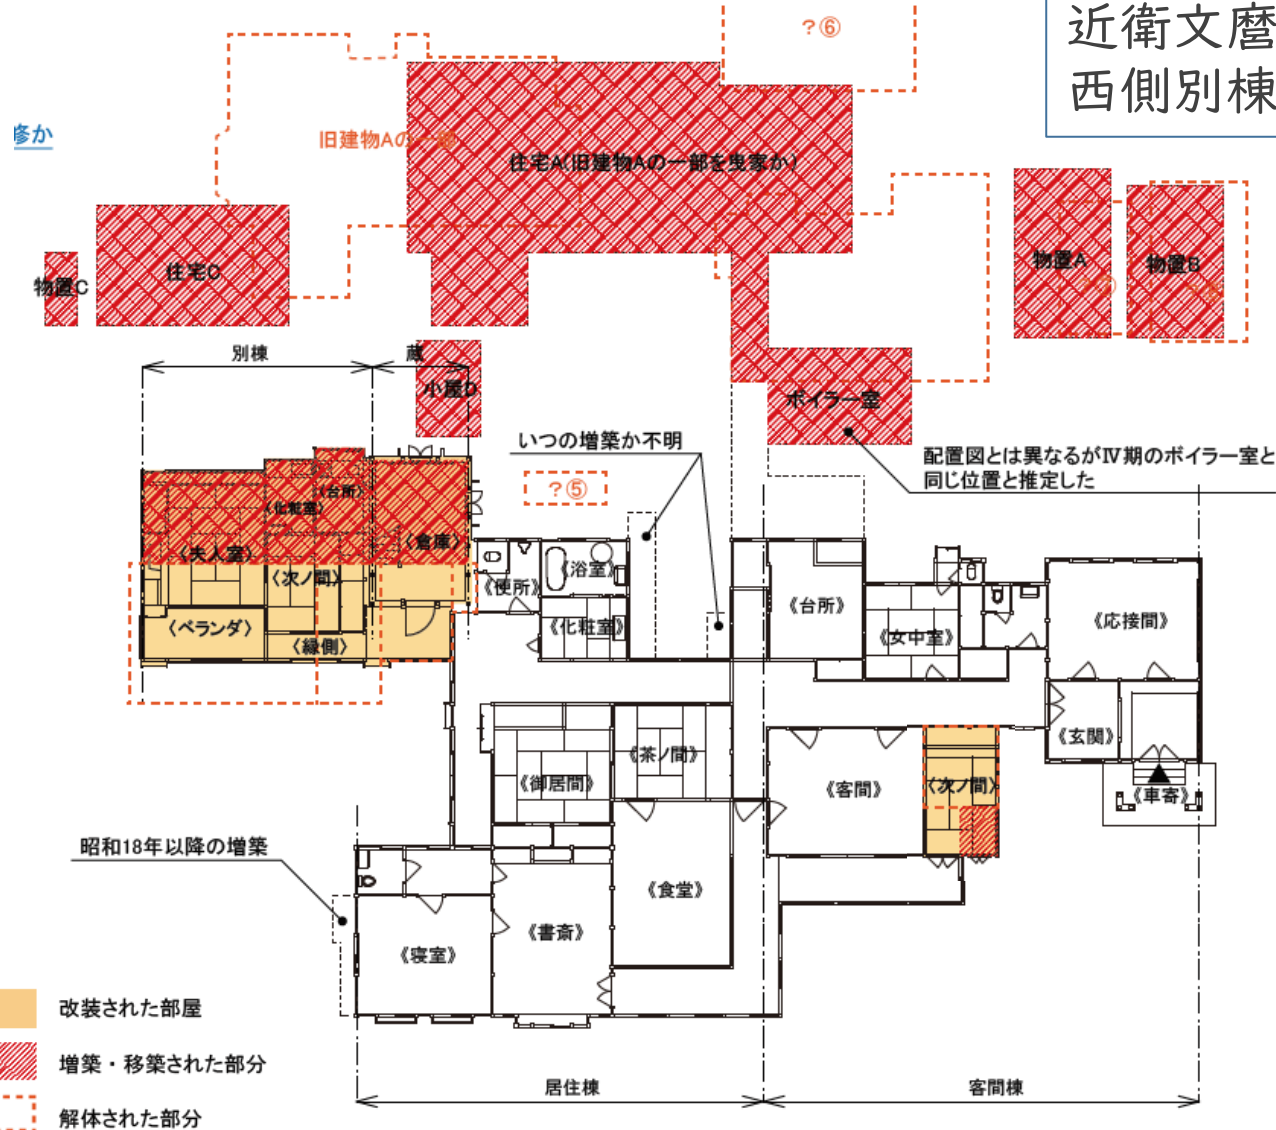 近衛文麿
西側別棟
?⑥
修か
旧建物Aの一部
住宅A(旧建物Aの一部を曳家か)
物置A
物置B
住宅C
物置C
別棟
蔵
小屋D
ボイラー室
いつの増築か不明
?⑤
配置図とは異なるがⅣ期のボイラー室と
同じ位置と推定した
〈台所〉
〈化粧室〉
〈夫人室〉
〈倉庫〉
〈次ノ間〉
〈ベランダ〉
〈縁側〉
《便所》
《浴室》
《化粧室》
《台所》
《女中室》
《応接間》
《玄関》
《車寄》
《御居間》
《茶ノ間》
《客間》
〈次ノ間〉
昭和18年以降の増築
《食堂》
《書斎》
《寝室》
改装された部屋
増築・移築された部分
解体された部分
居住棟
客間棟